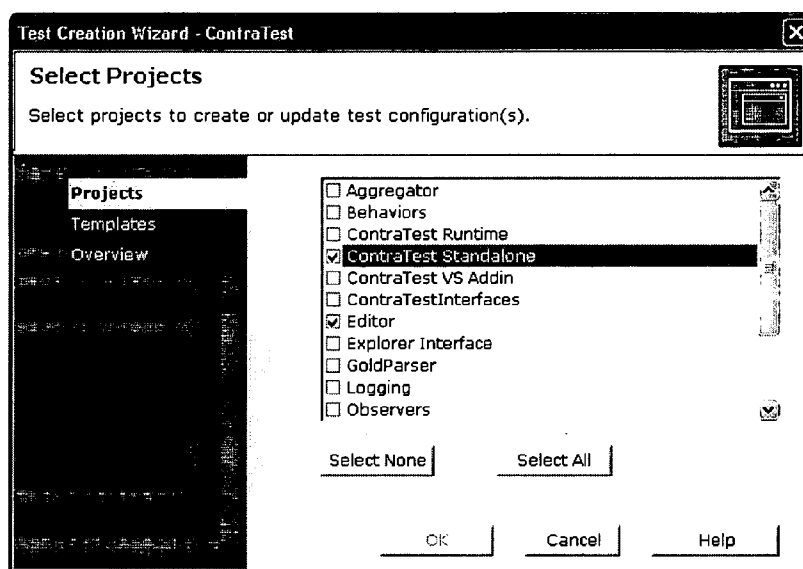 Test Creation Wizard - ContraTest
Select Projects
Select projects to create or update test configuration(s).
Projects
Templates
Overview
Aggregator
Behaviors
ContraTest Runtime
ContraTest Standalone
ContraTest VS Addin
ContraTestInterfaces
Editor
Explorer Interface
GoldParser
Logging
Observers
Select None Select All
OK Cancel Help